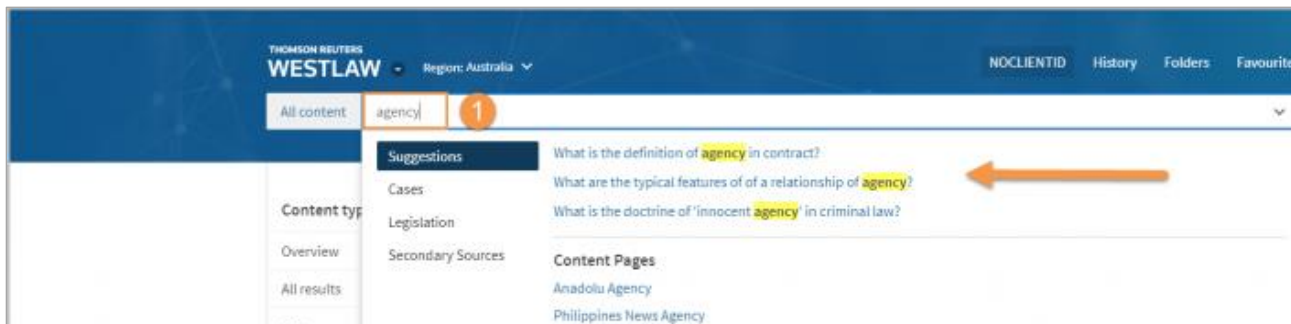 THOMSON REUTERS
WESTLAW Region: Australia
NOCLIENTID History Folders Favourite
All content agency 1
Suggestions
Cases
Legislation
Secondary Sources
What is the definition of agency in contract?
What are the typical features of of a relationship of agency?
What is the doctrine of 'innocent agency' in criminal law?
Content Pages
Anadolu Agency
Philippines News Agency
Content typ
Overview
All results